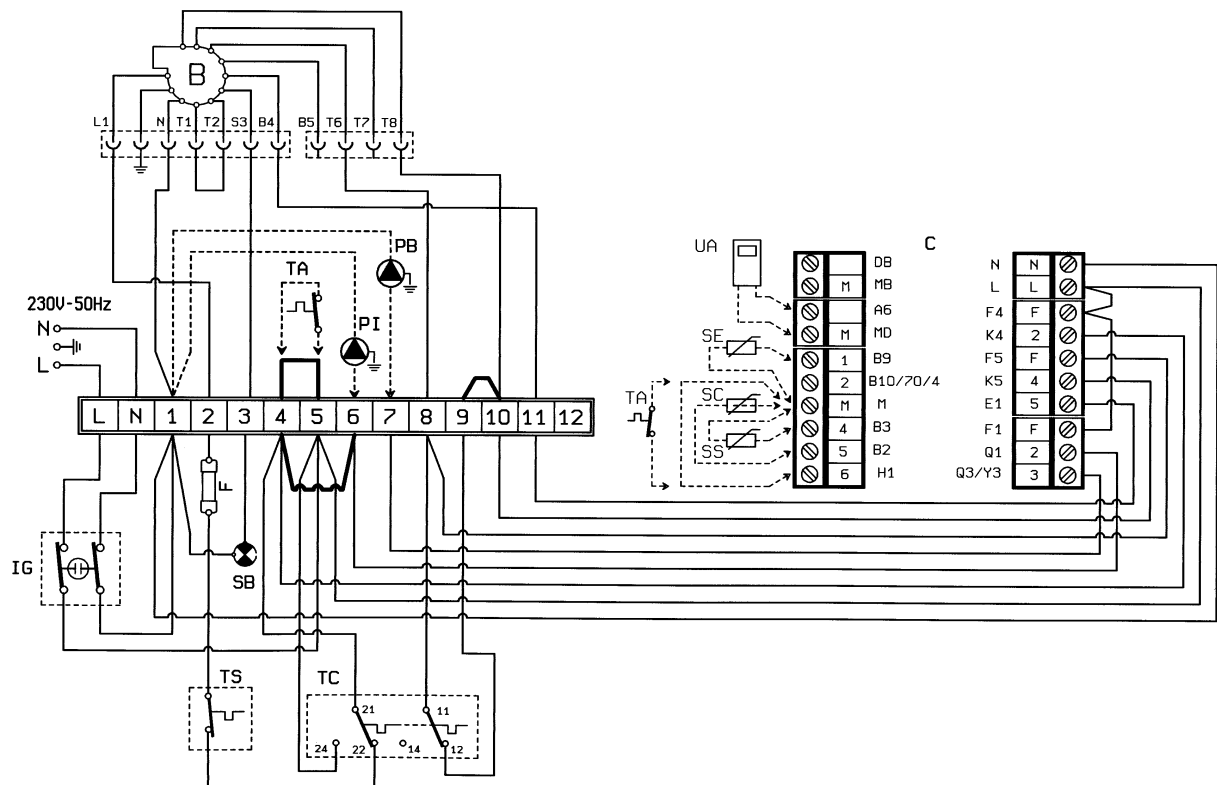 B
L1 N T1 T2 S3 B4 B5 T6 T7 T8
PB
TA
PI
230V-50Hz
N
L
L N 1 2 3 4 5 6 7 8 9 10 11 12
F
IG
SB
TS
TC
21
11
24 22 14 12
UA
C
SE
TA
SC
SS
DB
M MB
A6
M MD
1 B9
2 B10/70/4
M M
4 B3
5 B2
6 H1
N N
L L
F4 F
K4 2
F5 F
K5 4
E1 5
F1 F
Q1 2
Q3/Y3 3